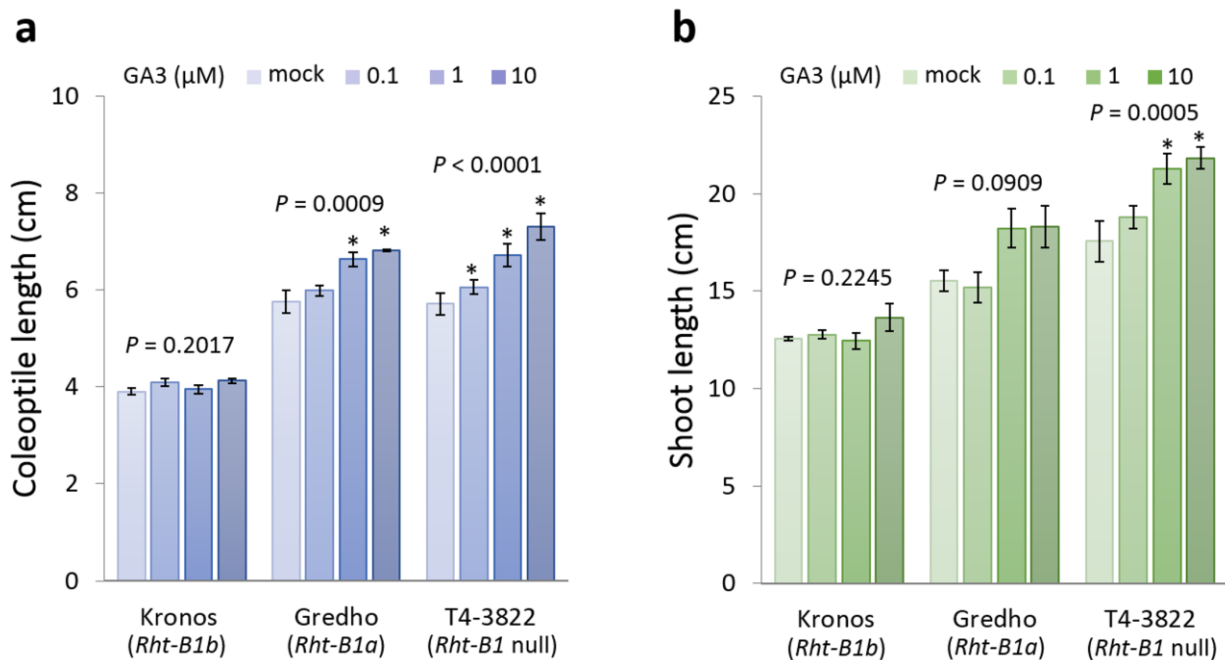 a
GA3 (µM) mock 0.1 1 10
Coleoptile length (cm)
10
8
6
4
2
0
P = 0.2017
P = 0.0009
* *
P < 0.0001
* * *
Kronos
(Rht-B1b)
Gredho
(Rht-B1a)
T4-3822
(Rht-B1 null)
b
GA3 (µM) mock 0.1 1 10
Shoot length (cm)
25
20
15
10
5
0
P = 0.2245
P = 0.0909
P = 0.0005
* *
Kronos
(Rht-B1b)
Gredho
(Rht-B1a)
T4-3822
(Rht-B1 null)